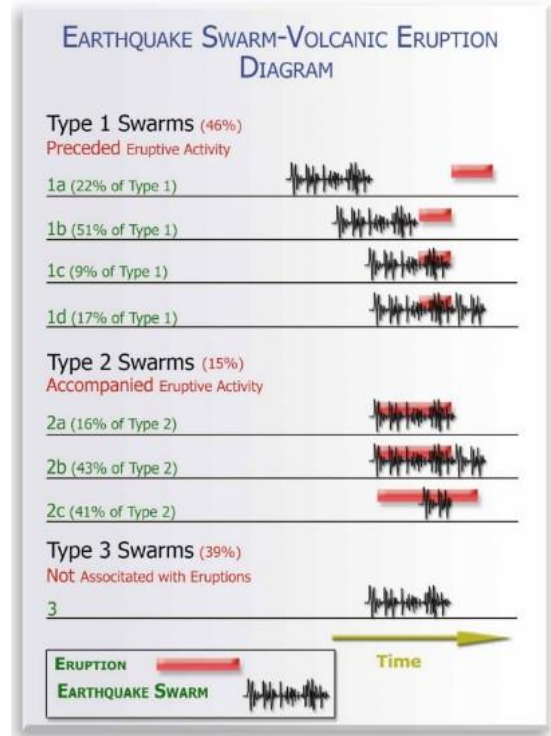 EARTHQUAKE SWARM-VOLCANIC ERUPTION
DIAGRAM
Type 1 Swarms (46%)
Preceded Eruptive Activity
1a (22% of Type 1)
1b (51% of Type 1)
1c (9% of Type 1)
1d (17% of Type 1)
Type 2 Swarms (15%)
Accompanied Eruptive Activity
2a (16% of Type 2)
2b (43% of Type 2)
2c (41% of Type 2)
Type 3 Swarms (39%)
Not Associtated with Eruptions
3
Time
ERUPTION
EARTHQUAKE SWARM